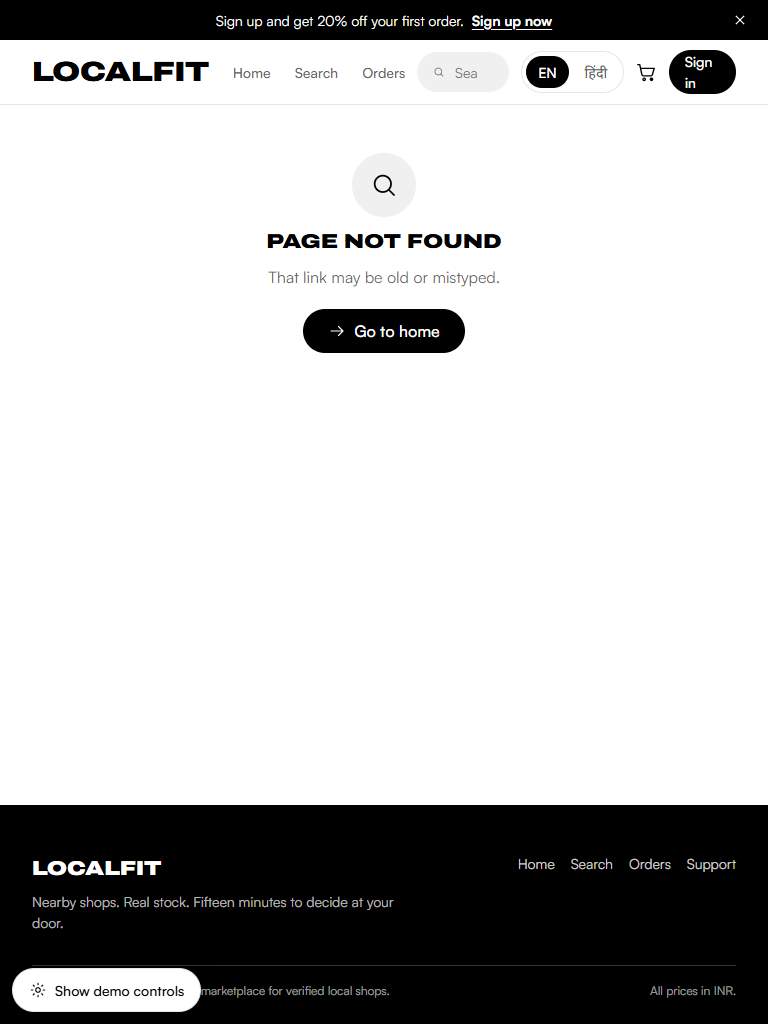 Sign up and get 20% off your first order. Sign up now
LOCALFIT
Home
Search
Orders
Sea
EN
हिंदी
Sign
in
PAGE NOT FOUND
That link may be old or mistyped.
Go to home
LOCALFIT
Home
Search
Orders
Support
Nearby shops. Real stock. Fifteen minutes to decide at your
door.
Show demo controls
marketplace for verified local shops.
All prices in INR.